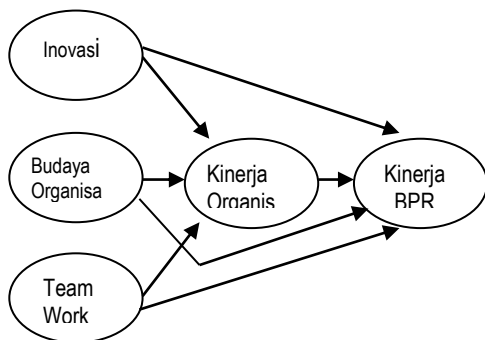 Inovasi
Budaya
Organisa
Kinerja
Organis
Kinerja
BPR
Team
Work